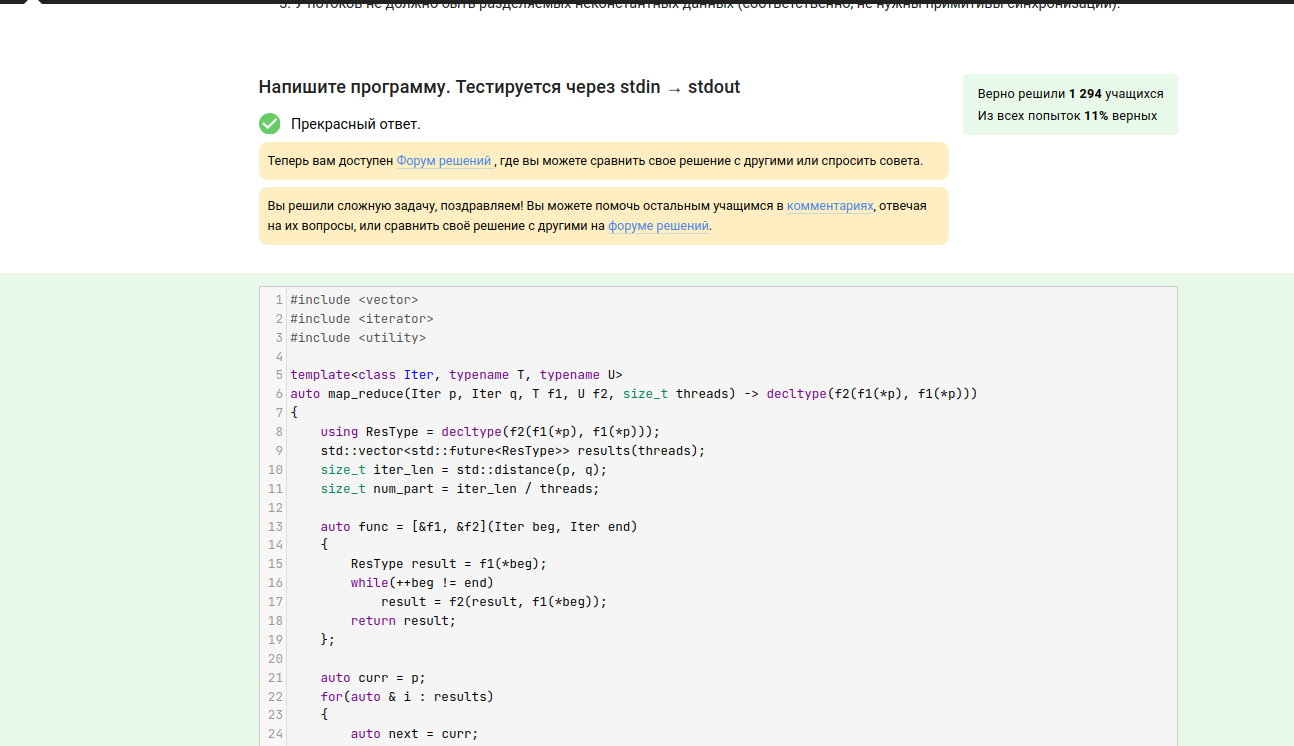 3. У потоков не должно быть разделяемых неконстантных данных (соответственно, не нужны примитивы синхронизации).
Напишите программу. Тестируется через stdin → stdout
Верно решили 1 294 учащихся
Из всех попыток 11% верных
Прекрасный ответ.
Теперь вам доступен Форум решений , где вы можете сравнить свое решение с другими или спросить совета.
Вы решили сложную задачу, поздравляем! Вы можете помочь остальным учащимся в комментариях, отвечая
на их вопросы, или сравнить своё решение с другими на форуме решений.
1 #include <vector>
2 #include <iterator>
3 #include <utility>
4
5 template<class Iter, typename T, typename U>
6 auto map_reduce(Iter p, Iter q, T f1, U f2, size_t threads) -> decltype(f2(f1(*p), f1(*p)))
7 {
8     using ResType = decltype(f2(f1(*p), f1(*p)));
9     std::vector<std::future<ResType>> results(threads);
10     size_t iter_len = std::distance(p, q);
11     size_t num_part = iter_len / threads;
12
13     auto func = [&f1, &f2](Iter beg, Iter end)
14     {
15         ResType result = f1(*beg);
16         while(++beg != end)
17             result = f2(result, f1(*beg));
18         return result;
19     };
20
21     auto curr = p;
22     for(auto & i : results)
23     {
24         auto next = curr;